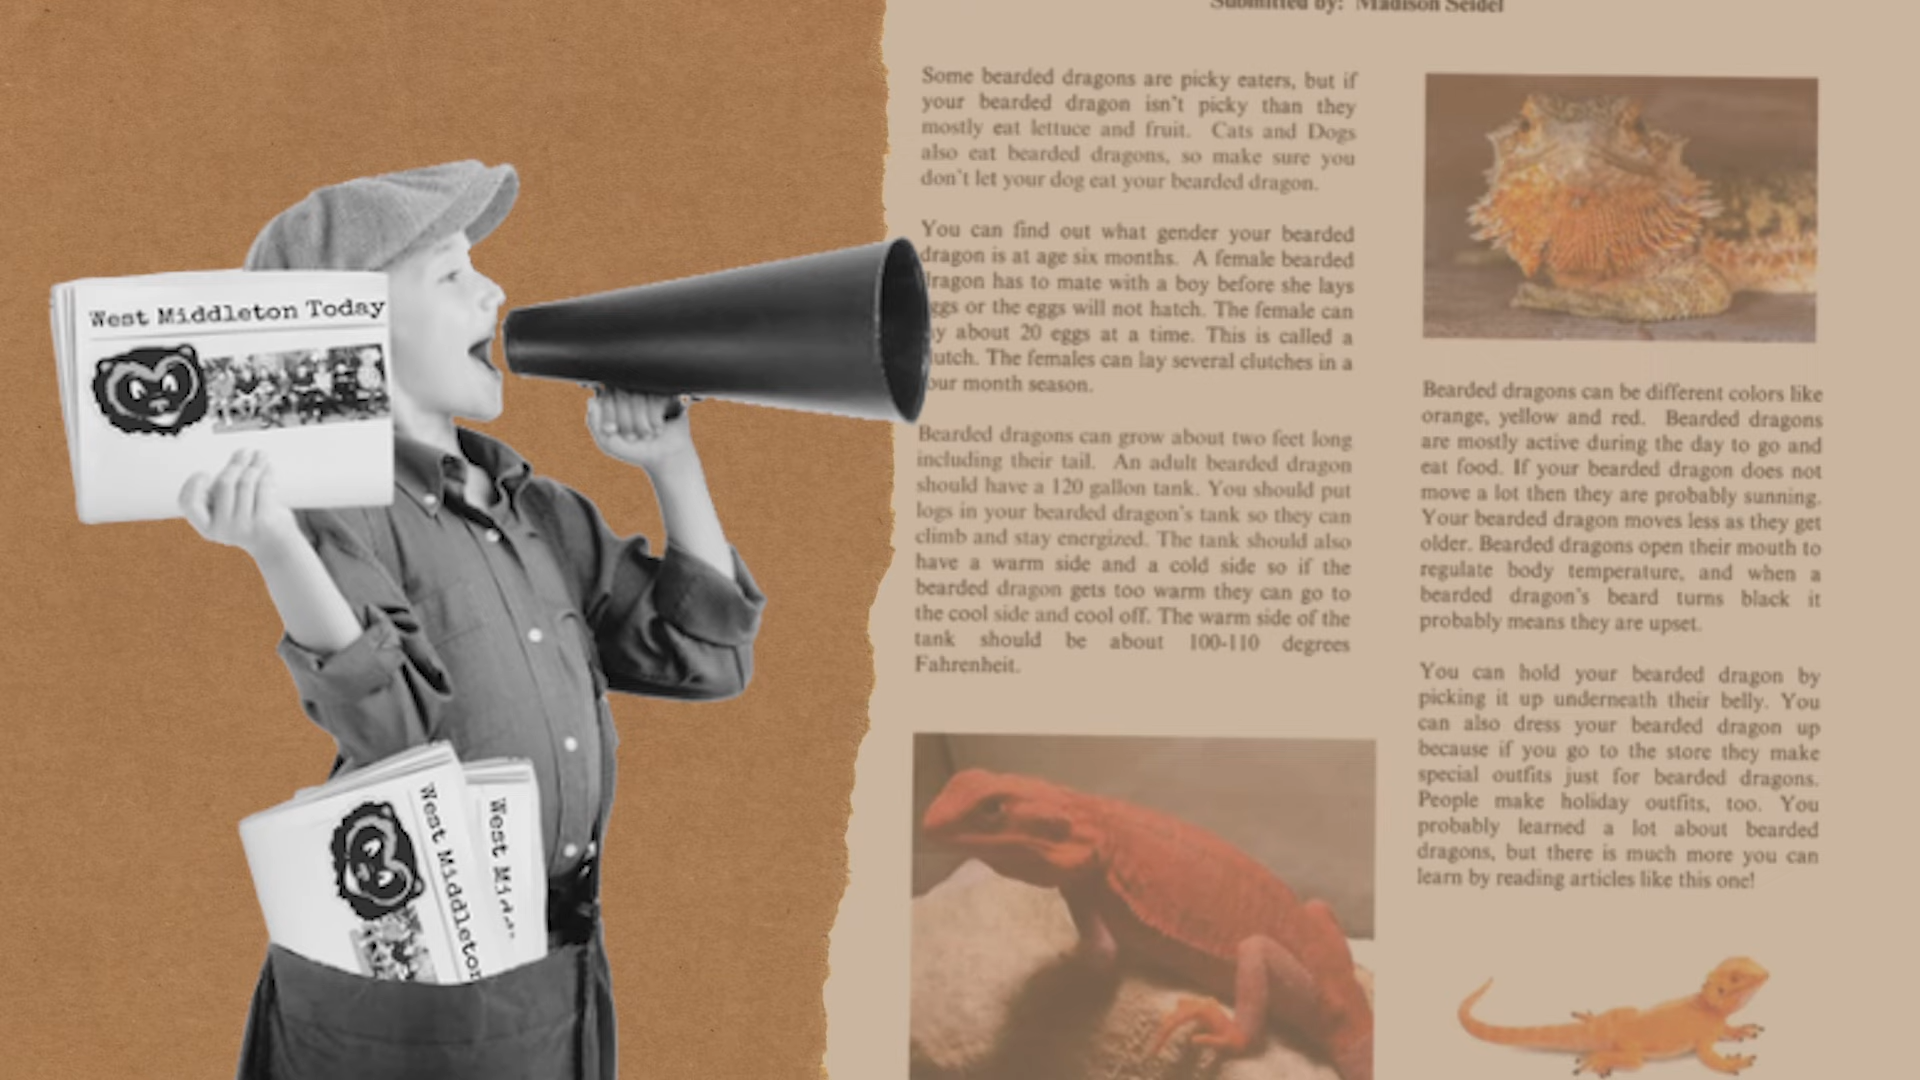 Submitted by: Madison Seidel
West Middleton Today
Some bearded dragons are picky eaters, but if
your bearded dragon isn't picky than they
mostly eat lettuce and fruit. Cats and Dogs
also eat bearded dragons, so make sure you
don't let your dog eat your bearded dragon.
You can find out what gender your bearded
dragon is at age six months. A female bearded
dragon has to mate with a boy before she lays
eggs or the eggs will not hatch. The female can
about 20 eggs at a time. This is called a
clutch. The females can lay several clutches in a
four month season.
Bearded dragons can grow about two feet long
including their tail. An adult bearded dragon
should have a 120 gallon tank. You should put
logs in your bearded dragon's tank so they can
climb and stay energized. The tank should also
have a warm side and a cold side so if the
bearded dragon gets too warm they can go to
the cool side and cool off. The warm side of the
tank should be about 100-110 degrees
Fahrenheit.
Bearded dragons can be different colors like
orange, yellow and red. Bearded dragons
are mostly active during the day to go and
eat food. If your bearded dragon does not
move a lot then they are probably sunning.
Your bearded dragon moves less as they get
older. Bearded dragons open their mouth to
regulate body temperature, and when a
bearded dragon's beard turns black it
probably means they are upset.
You can hold your bearded dragon by
picking it up underneath their belly. You
can also dress your bearded dragon up
because if you go to the store they make
special outfits just for bearded dragons.
People make holiday outfits, too. You
probably learned a lot about bearded
dragons, but there is much more you can
learn by reading articles like this one!
West Middleton
West